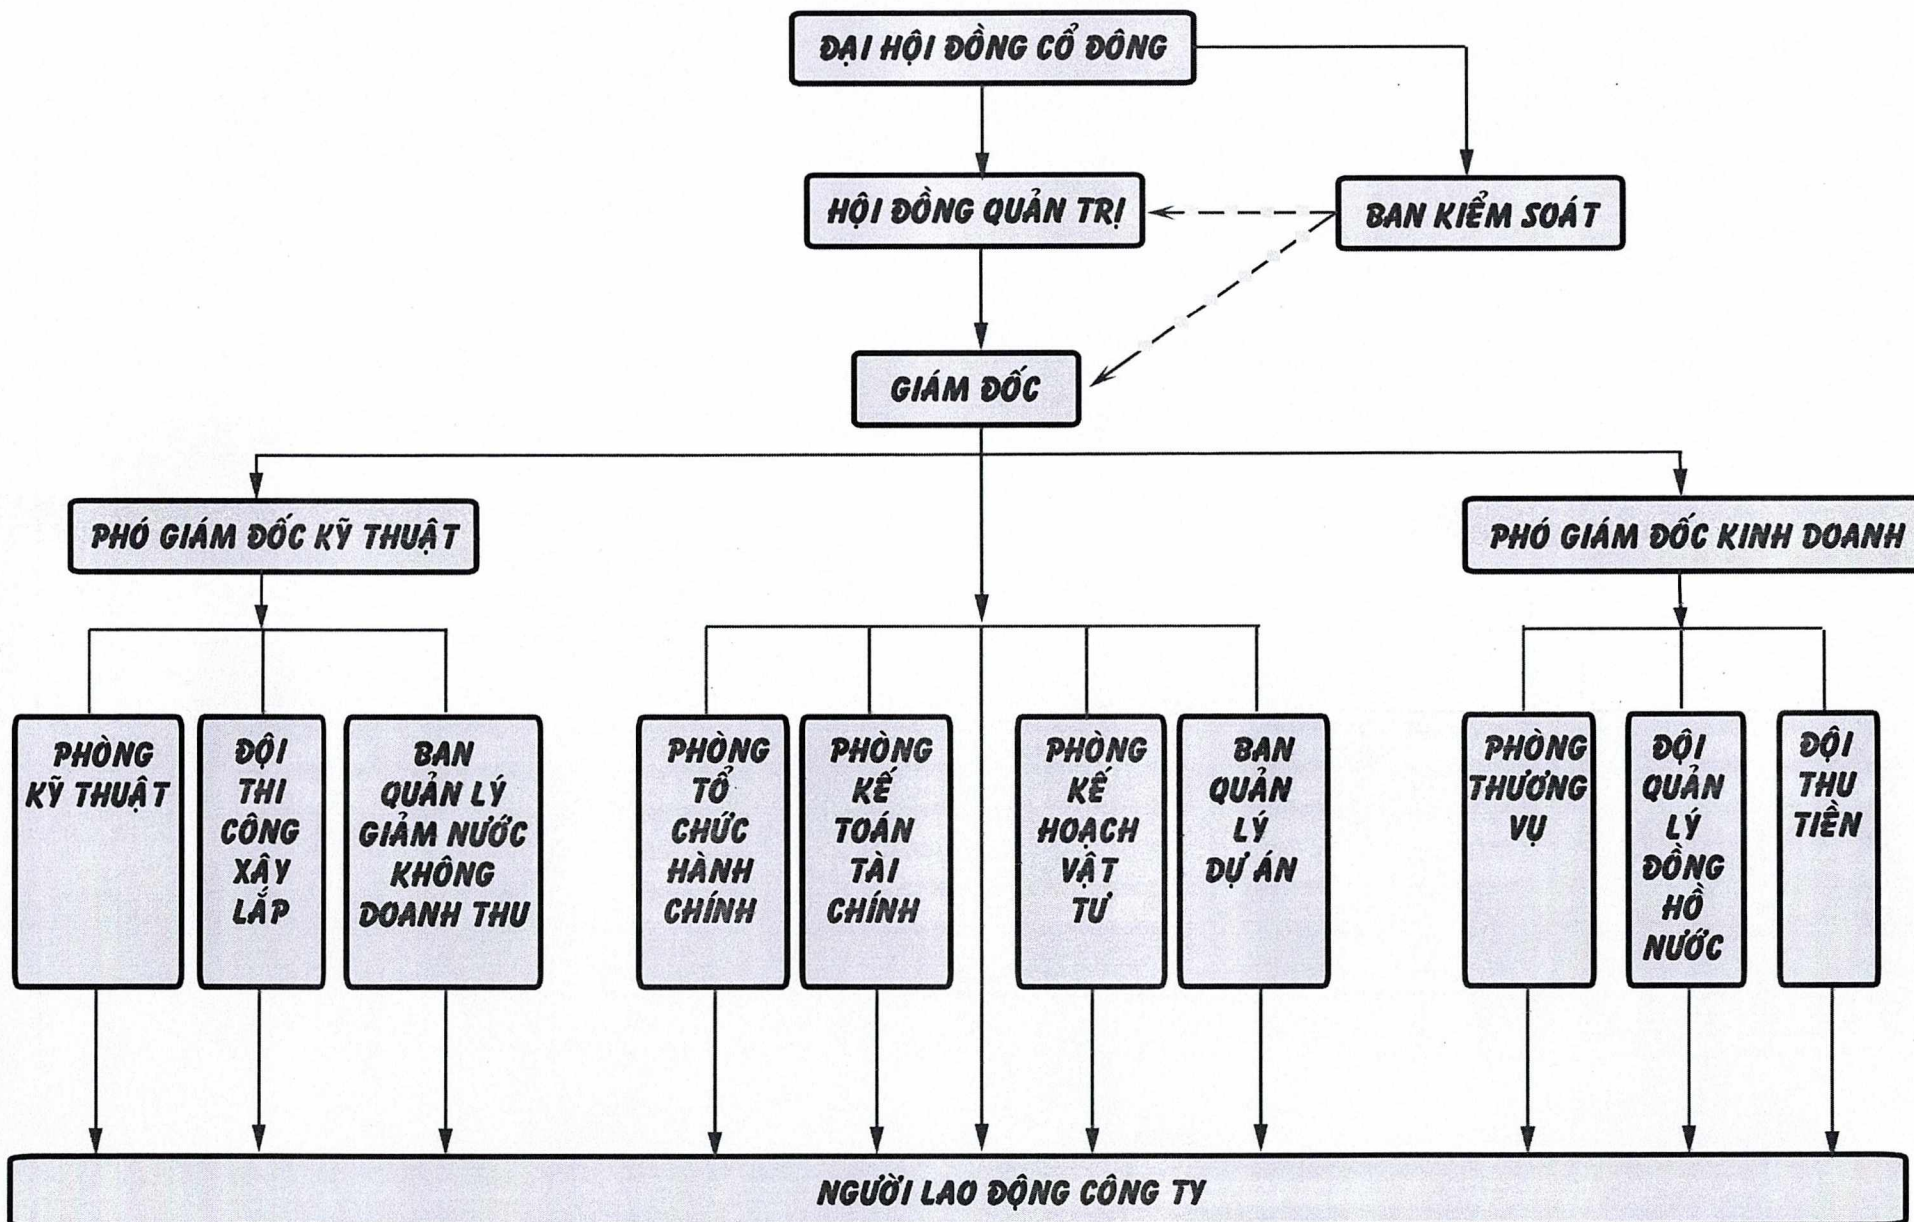 ĐẠI HỘI ĐỒNG CỔ ĐÔNG
HỘI ĐỒNG QUẢN TRỊ
BAN KIỂM SOÁT
GIÁM ĐỐC
PHÓ GIÁM ĐỐC KỸ THUẬT
PHÓ GIÁM ĐỐC KINH DOANH
PHÒNG
KỸ THUẬT
ĐỘI
THI
CÔNG
XÂY
LẮP
BAN
QUẢN LÝ
GIẢM NƯỚC
KHÔNG
DOANH THU
PHÒNG
TỔ
CHỨC
HÀNH
CHÍNH
PHÒNG
KẾ
TOÁN
TÀI
CHÍNH
PHÒNG
KẾ
HOẠCH
VẬT
TƯ
BAN
QUẢN
LÝ
DỰ ÁN
PHÒNG
THƯƠNG
VỤ
ĐỘI
QUẢN
LÝ
ĐỒNG
HỒ
NƯỚC
ĐỘI
THU
TIỀN
NGƯỜI LAO ĐỘNG CÔNG TY